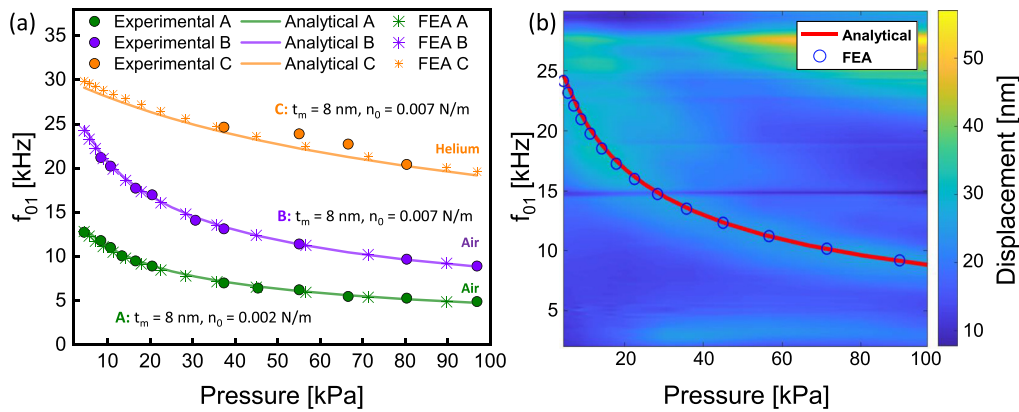 (a)
Experimental A Analytical A FEA A
Experimental B Analytical B FEA B
Experimental C Analytical C FEA C
C: tm = 8 nm, n0 = 0.007 N/m
Helium
B: tm = 8 nm, n0 = 0.007 N/m
Air
Air
A: tm = 8 nm, n0 = 0.002 N/m
35
30
25
20
15
10
5
0
f01 [kHz]
0 10 20 30 40 50 60 70 80 90 100
Pressure [kPa]
(b)
Analytical
FEA
25
20
15
10
5
f01 [kHz]
20 40 60 80 100
Pressure [kPa]
50
40
30
20
10
Displacement [nm]